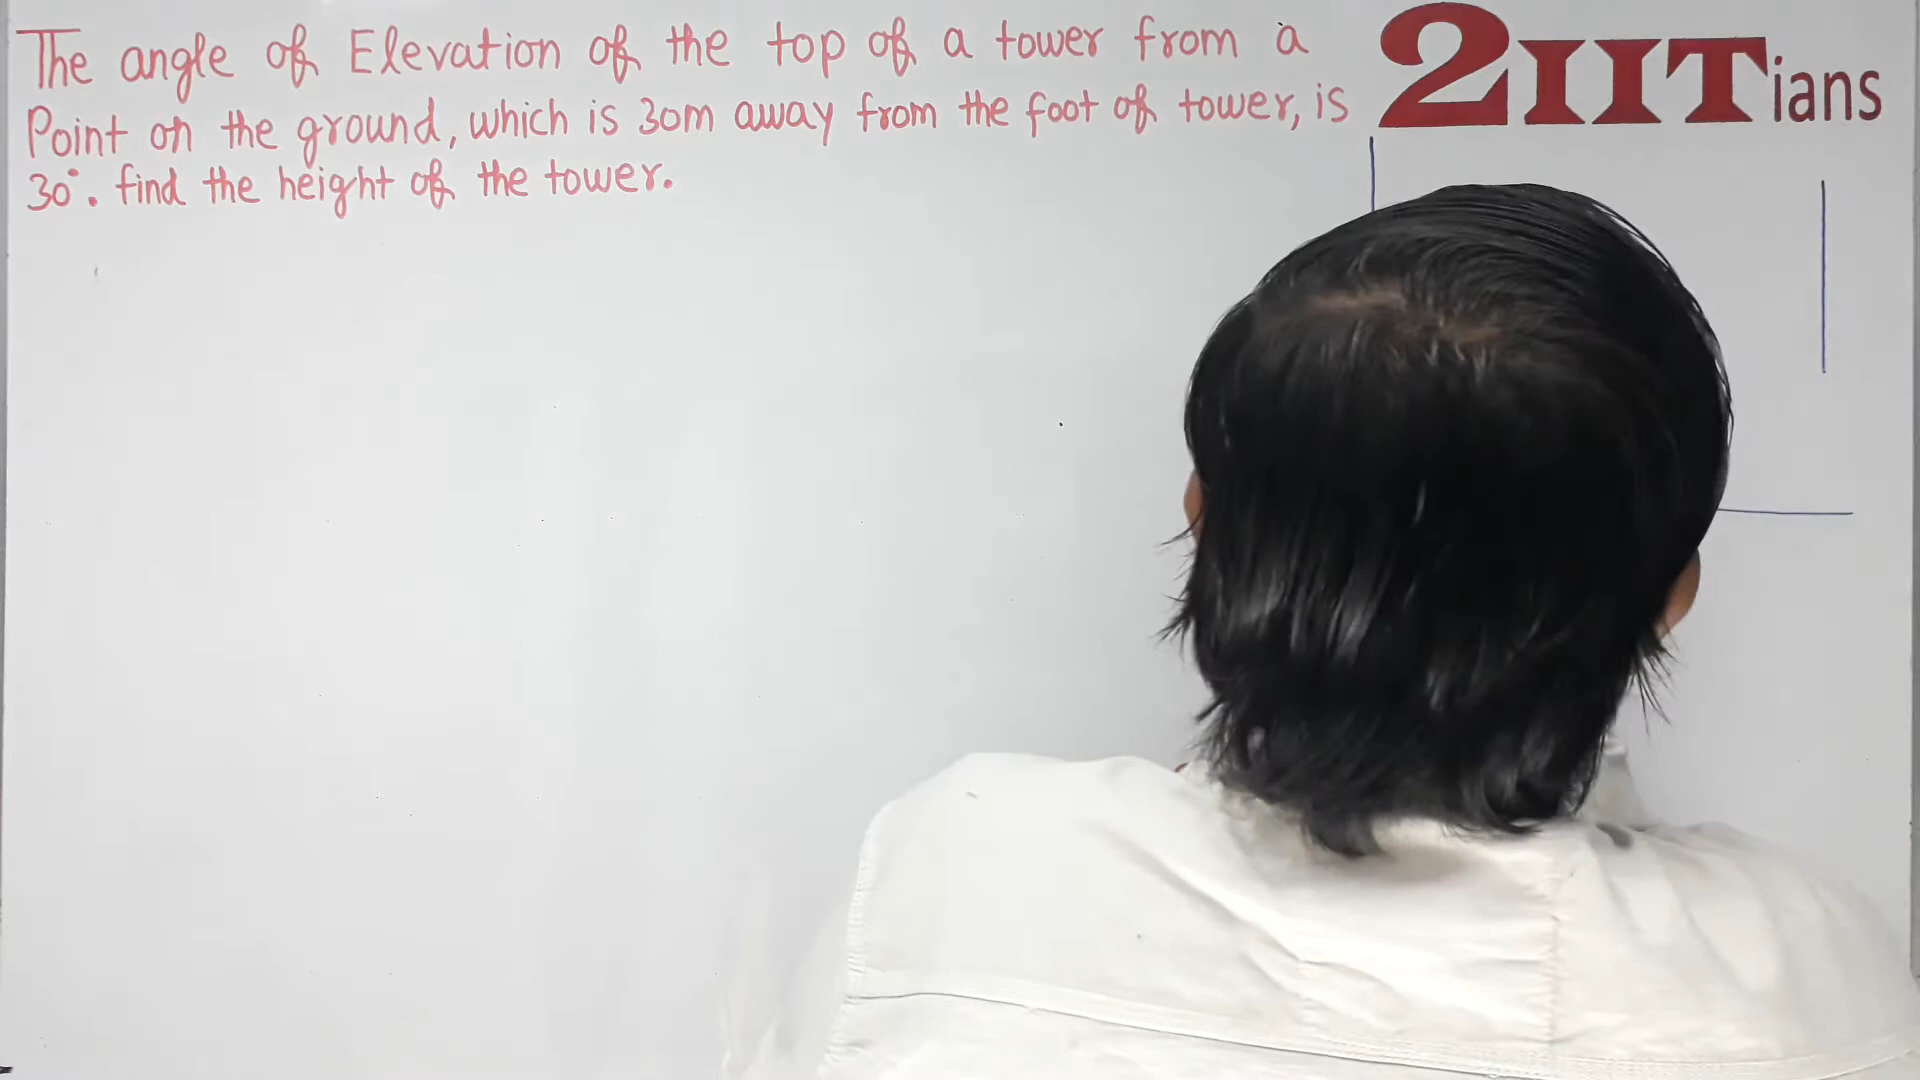 The angle of Elevation of the top of a tower from a
Point on the ground, which is 30m away from the foot of tower, is
30°. find the height of the tower.
2IITians